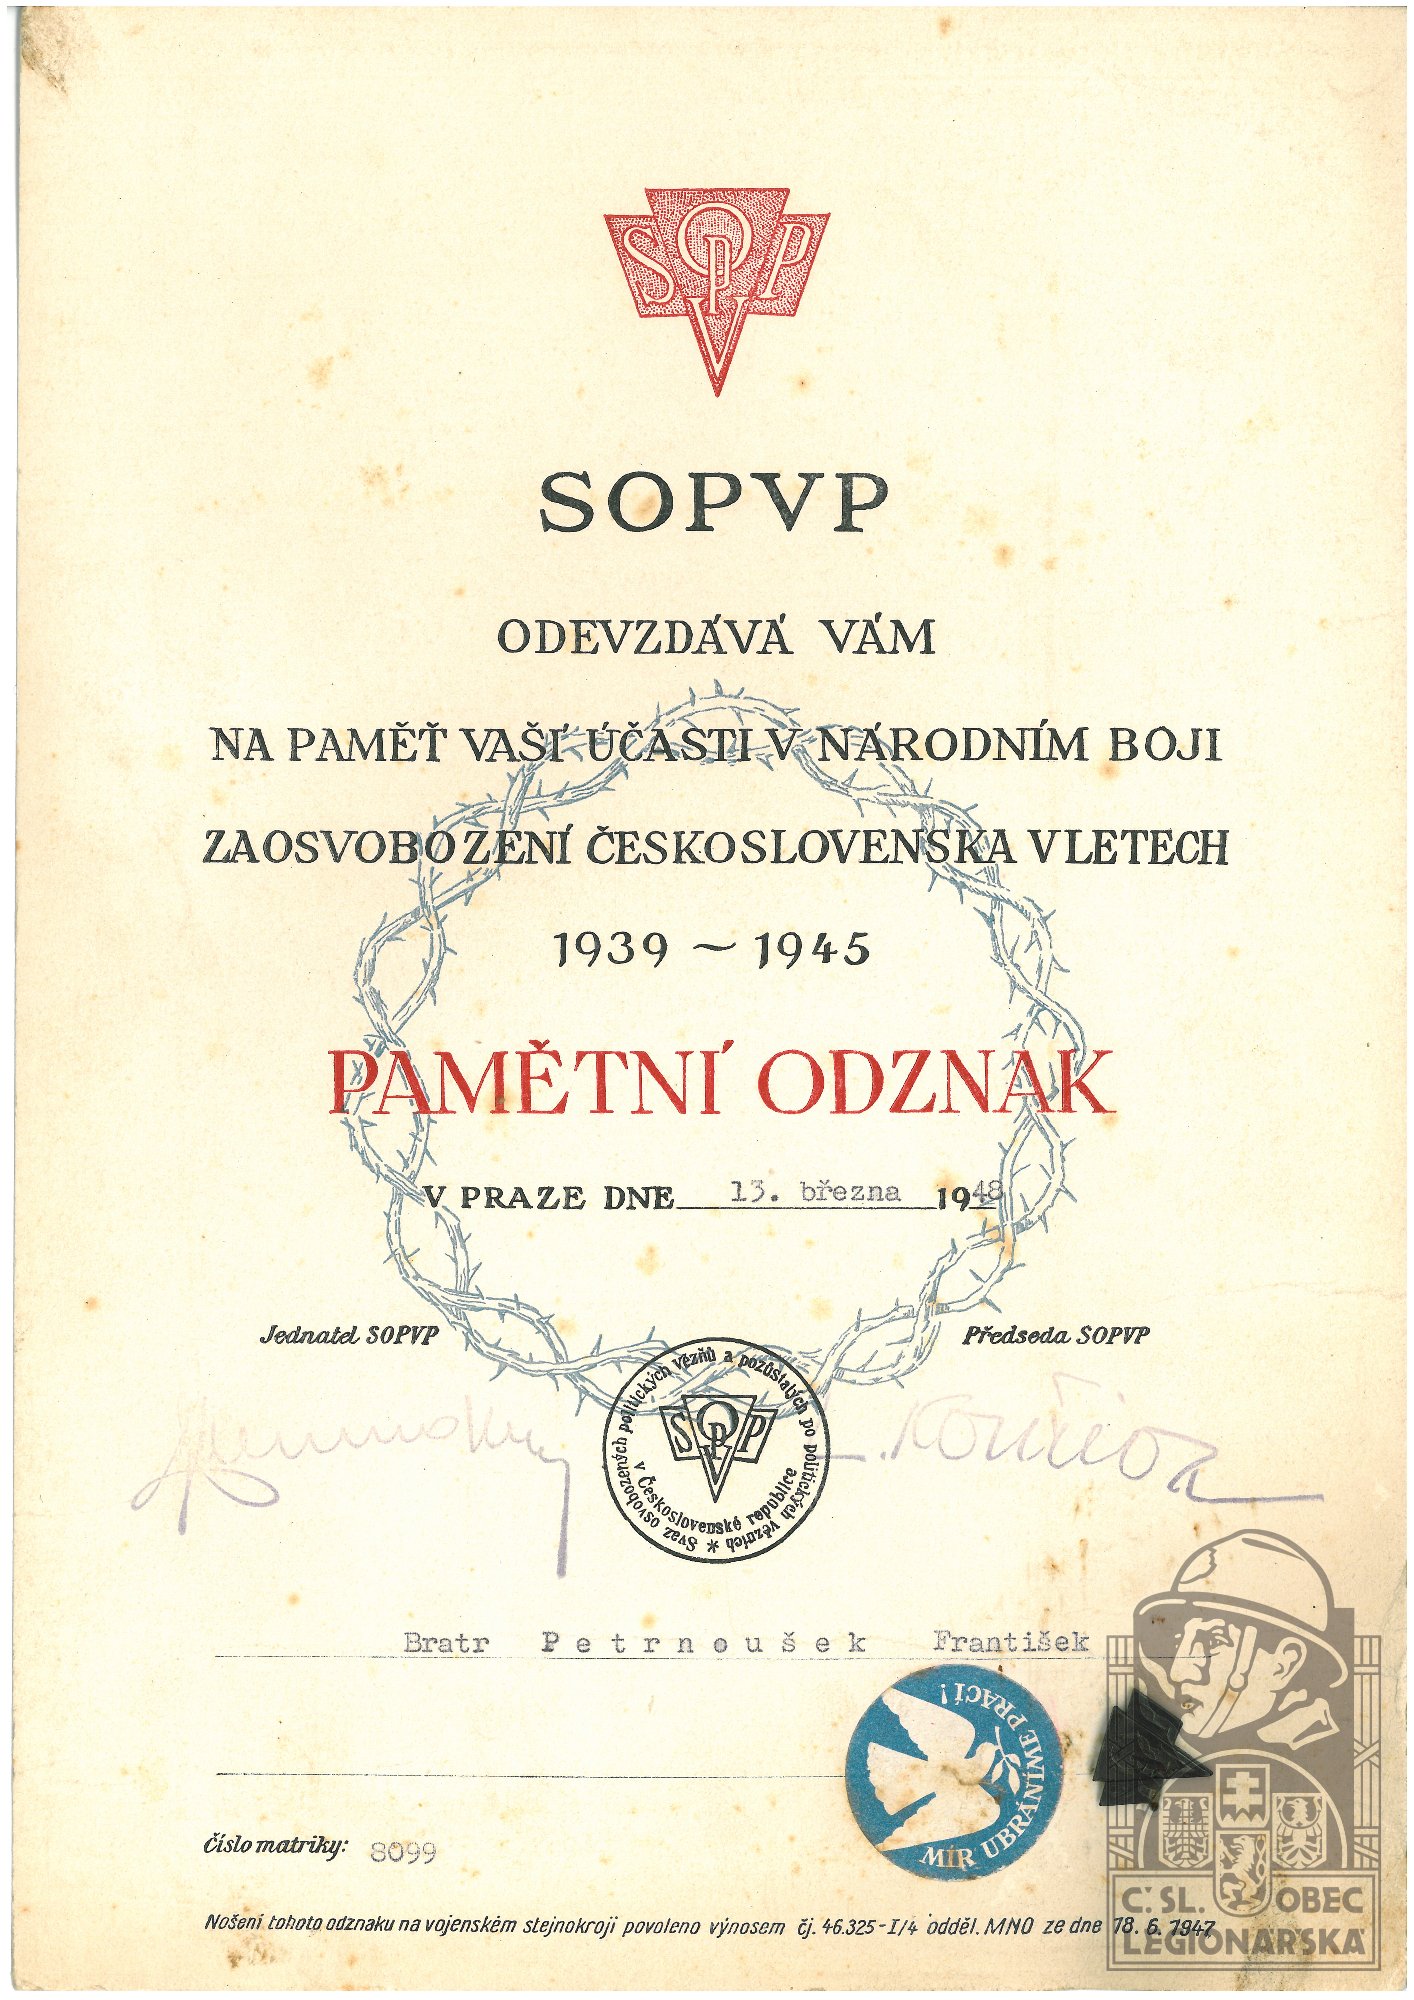 SOPVP
SOPVP
ODEVZDÁVÁ VÁM
NA PAMĚŤ VAŠÍ ÚČASTI V NÁRODNÍM BOJI
ZA OSVOBOZENÍ ČESKOSLOVENSKA V LETECH
1939 ~ 1945
PAMĚTNÍ ODZNAK
V PRAZE DNE 13. března 1948
Jednatel SOPVP
Předseda SOPVP
Svaz osvobozených politických vězňů a pozůstalých po politických vězních *
v Československé republice
SOPVP
Bratr Petrnoušek František
MÍR UBRÁNÍME PRACÍ!
Číslo matriky: 8099
Nošení tohoto odznaku na vojenském stejnokroji povoleno výnosem čj. 46.325-I/4 odděl. MNO ze dne 18. 6. 1947.
Č.SL. OBEC
LEGIONÁŘSKÁ